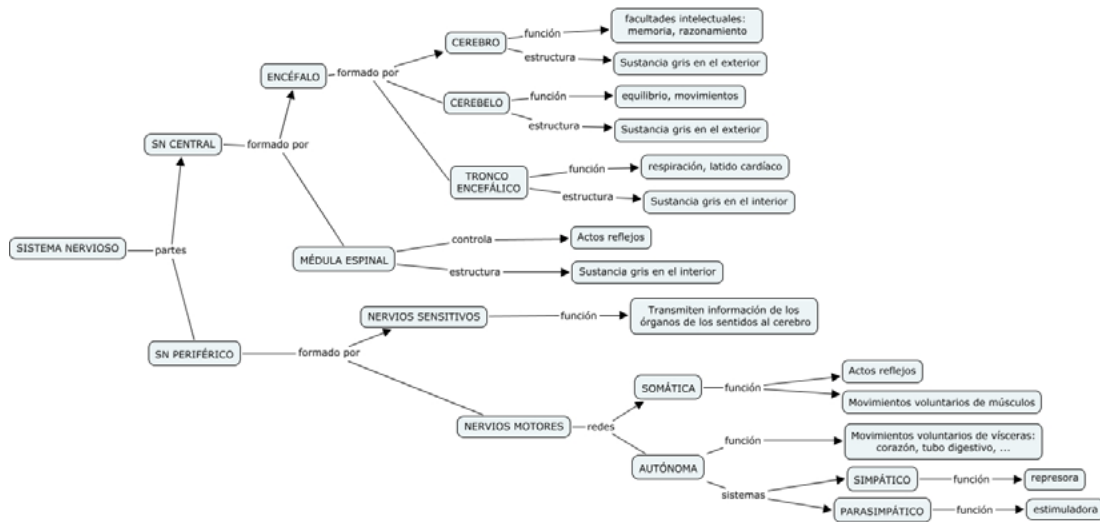 facultades intelectuales:
memoria, razonamiento
función
CEREBRO
estructura
Sustancia gris en el exterior
ENCÉFALO
formado por
función
equilibrio, movimientos
CEREBELO
estructura
Sustancia gris en el exterior
SN CENTRAL
formado por
función
respiración, latido cardíaco
TRONCO
ENCEFÁLICO
estructura
Sustancia gris en el interior
controla
Actos reflejos
SISTEMA NERVIOSO
partes
MÉDULA ESPINAL
estructura
Sustancia gris en el interior
NERVIOS SENSITIVOS
función
Transmiten información de los
órganos de los sentidos al cerebro
SN PERIFÉRICO
formado por
Actos reflejos
SOMÁTICA
función
Movimientos voluntarios de músculos
NERVIOS MOTORES
redes
función
Movimientos voluntarios de vísceras:
corazón, tubo digestivo, ...
AUTÓNOMA
sistemas
SIMPÁTICO
función
represora
PARASIMPÁTICO
función
estimuladora